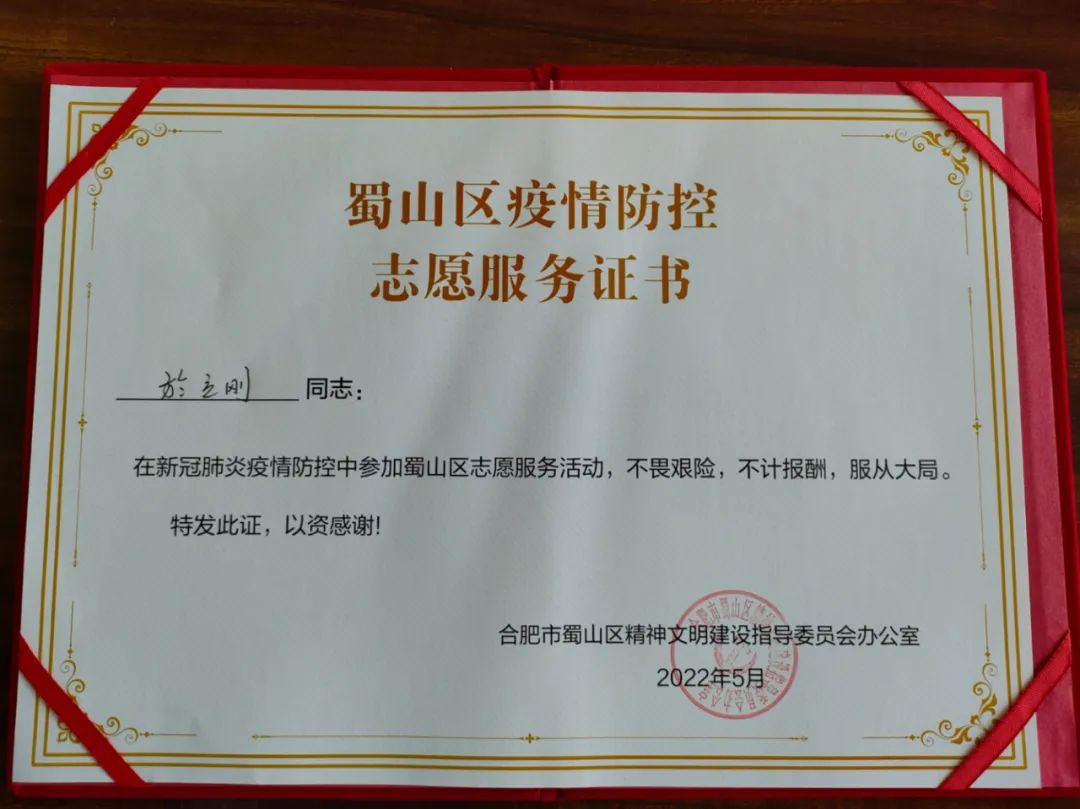 蜀山区疫情防控
志愿服务证书
於立刚 同志：
在新冠肺炎疫情防控中参加蜀山区志愿服务活动，不畏艰险，不计报酬，服从大局。
特发此证，以资感谢!
合肥市蜀山区精神文明建设指导委员会办公室
2022年5月